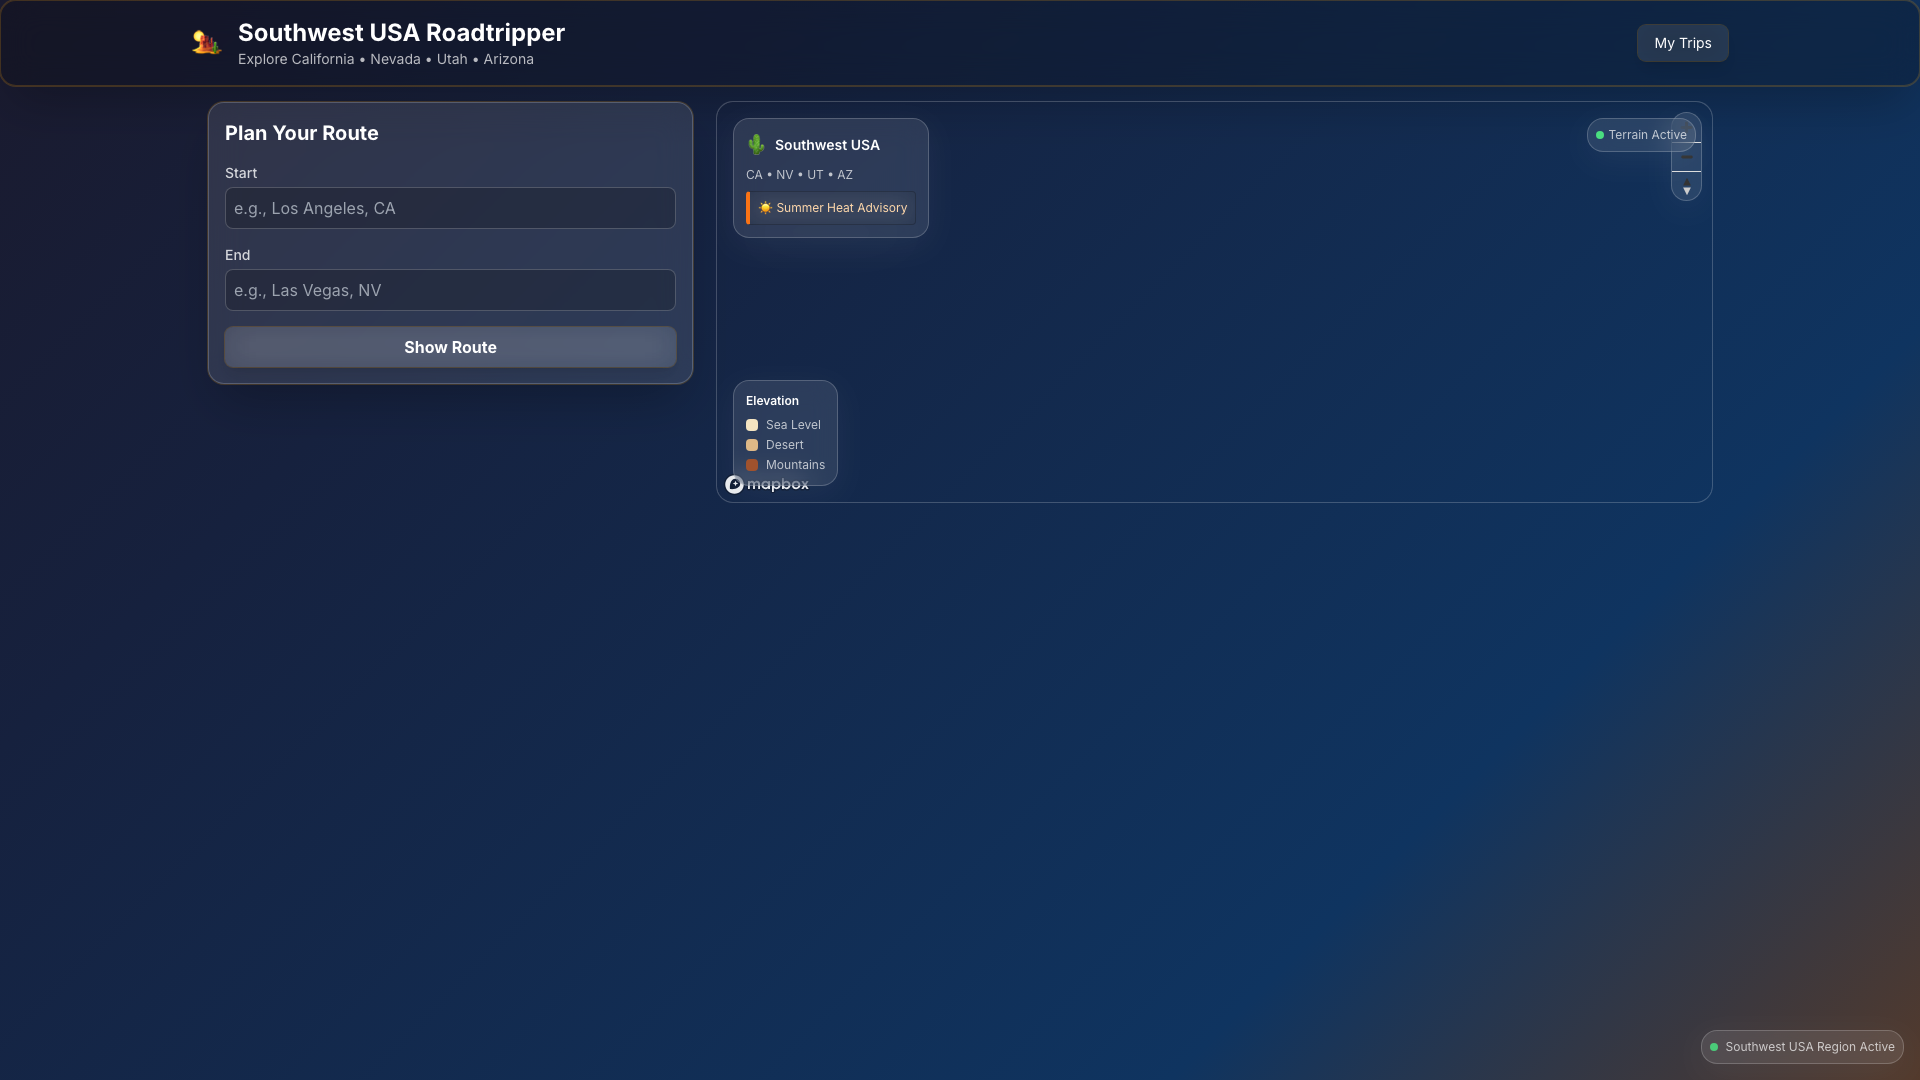 Southwest USA Roadtripper
Explore California • Nevada • Utah • Arizona
My Trips
Plan Your Route
Start
e.g., Los Angeles, CA
End
e.g., Las Vegas, NV
Show Route
Southwest USA
CA • NV • UT • AZ
Summer Heat Advisory
Terrain Active
Elevation
Sea Level
Desert
Mountains
mapbox
Southwest USA Region Active